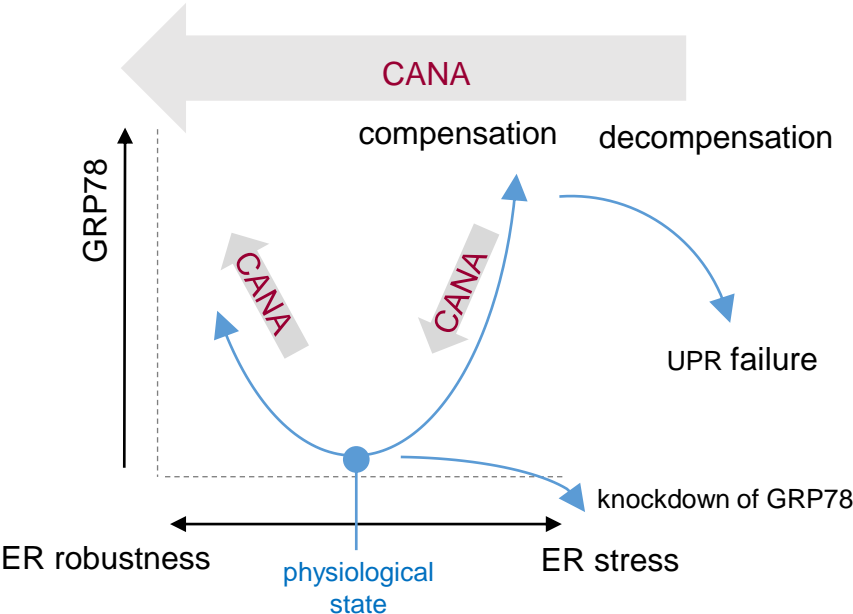 CANA
compensation
decompensation
GRP78
CANA
CANA
UPR failure
knockdown of GRP78
ER robustness
ER stress
physiological
state